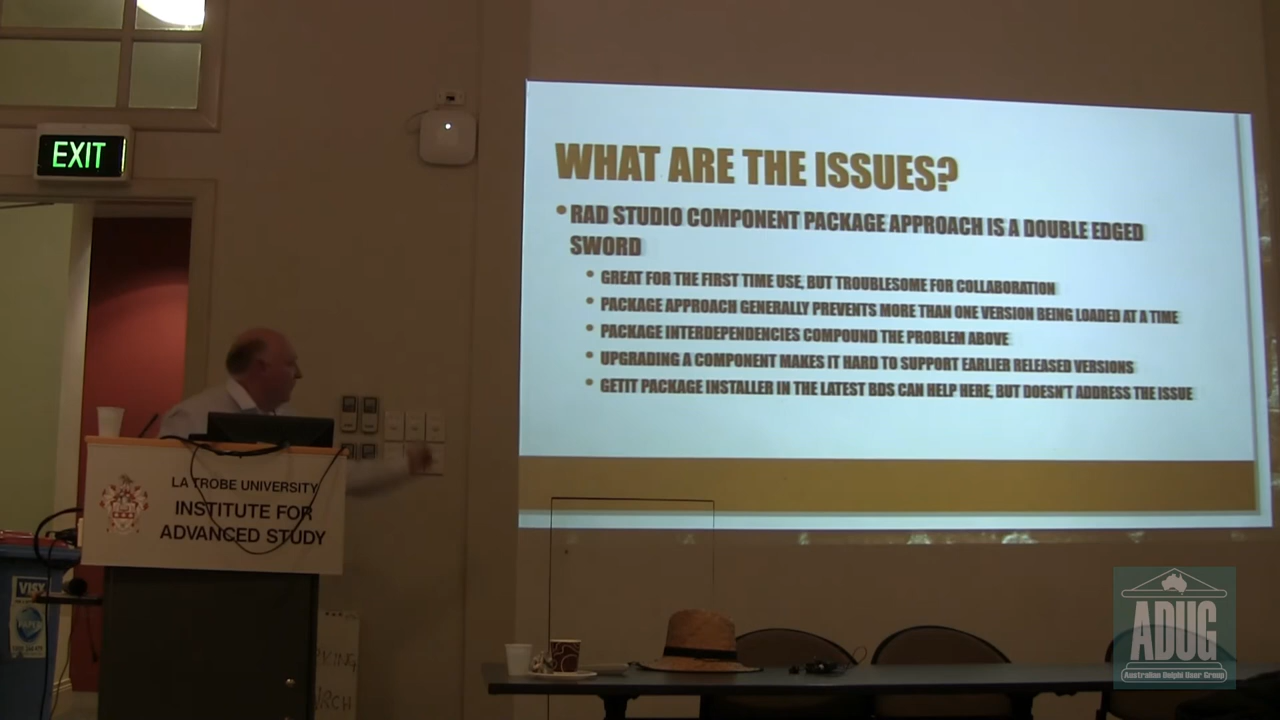 EXIT
WHAT ARE THE ISSUES?
• RAD STUDIO COMPONENT PACKAGE APPROACH IS A DOUBLE EDGED
SWORD
• GREAT FOR THE FIRST TIME USE, BUT TROUBLESOME FOR COLLABORATION
• PACKAGE APPROACH GENERALLY PREVENTS MORE THAN ONE VERSION BEING LOADED AT A TIME
• PACKAGE INTERDEPENDENCIES COMPOUND THE PROBLEM ABOVE
• UPGRADING A COMPONENT MAKES IT HARD TO SUPPORT EARLIER RELEASED VERSIONS
• GETIT PACKAGE INSTALLER IN THE LATEST BDS CAN HELP HERE, BUT DOESN'T ADDRESS THE ISSUE
LA TROBE UNIVERSITY
INSTITUTE FOR
ADVANCED STUDY
VISY
PAPER
ADUG
Australian Delphi User Group